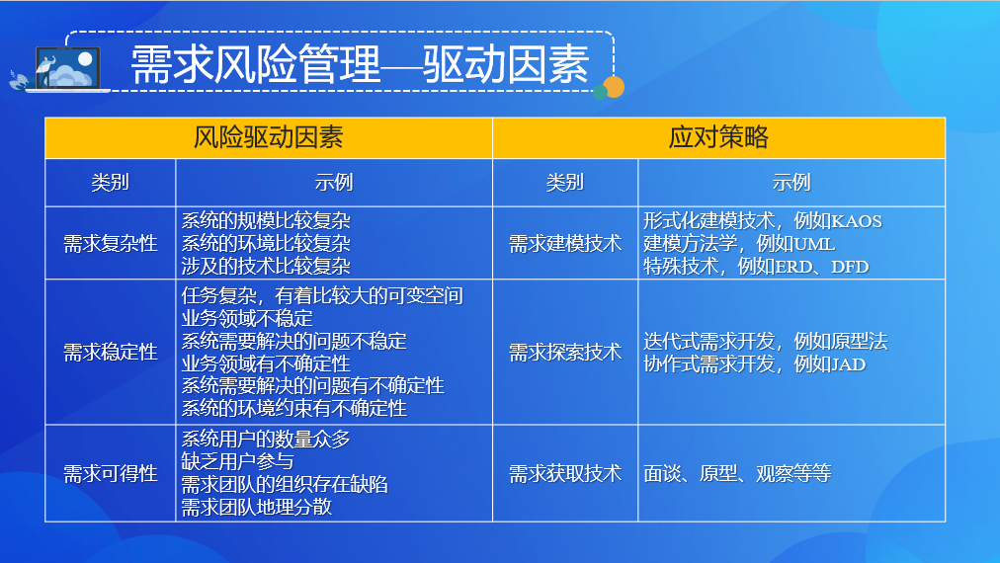 需求风险管理—驱动因素
风险驱动因素
应对策略
类别
示例
类别
示例
需求复杂性
系统的规模比较复杂
系统的环境比较复杂
涉及的技术比较复杂
需求建模技术
形式化建模技术，例如KAOS
建模方法学，例如UML
特殊技术，例如ERD、DFD
需求稳定性
任务复杂，有着比较大的可变空间
业务领域不稳定
系统需要解决的问题不稳定
业务领域有不确定性
系统需要解决的问题有不确定性
系统的环境约束有不确定性
需求探索技术
迭代式需求开发，例如原型法
协作式需求开发，例如JAD
需求可得性
系统用户的数量众多
缺乏用户参与
需求团队的组织存在缺陷
需求团队地理分散
需求获取技术
面谈、原型、观察等等